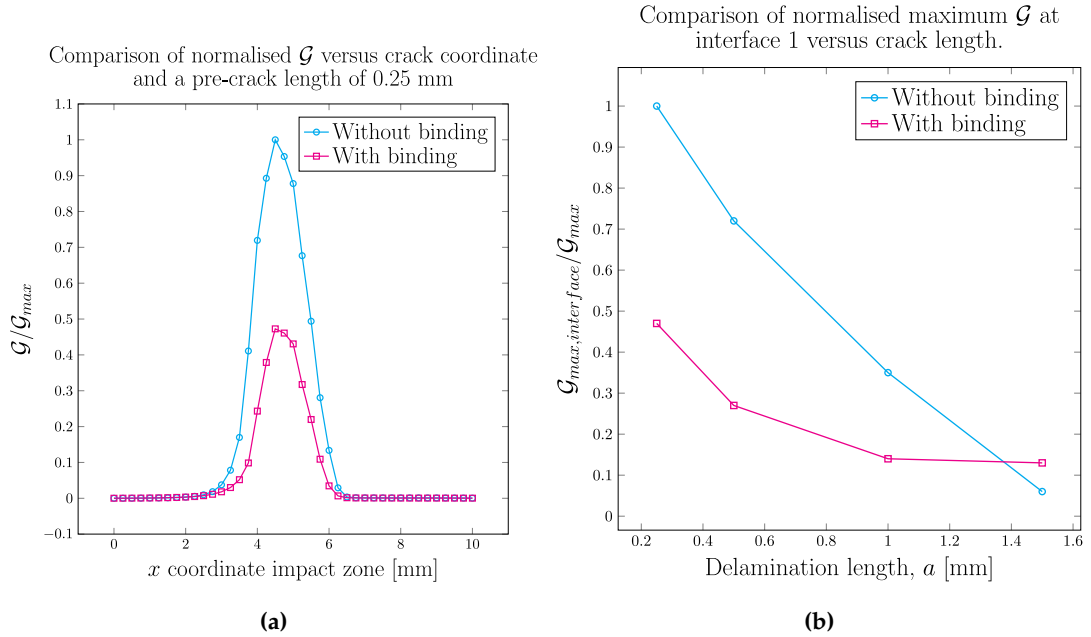 Comparison of normalised 𝒢 versus crack coordinate
and a pre-crack length of 0.25 mm
1.1
1
0.9
0.8
0.7
0.6
0.5
0.4
0.3
0.2
0.1
0
−0.1
𝒢/𝒢max
Without binding
With binding
0 2 4 6 8 10
x coordinate impact zone [mm]
(a)
Comparison of normalised maximum 𝒢 at
interface 1 versus crack length.
1
0.9
0.8
0.7
0.6
0.5
0.4
0.3
0.2
0.1
0
𝒢max,interface/𝒢max
Without binding
With binding
0.2 0.4 0.6 0.8 1 1.2 1.4 1.6
Delamination length, a [mm]
(b)